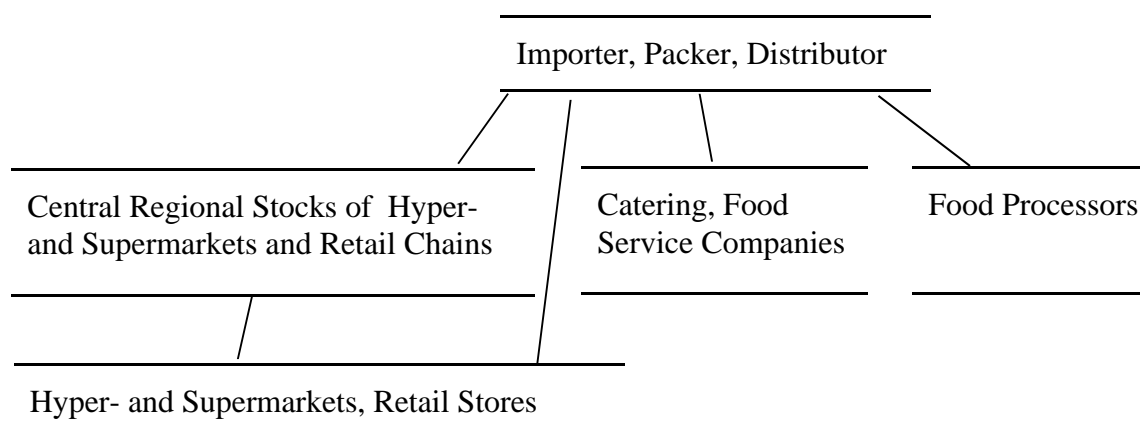 Importer, Packer, Distributor
Central Regional Stocks of  Hyper-
and Supermarkets and Retail Chains
Catering, Food
Service Companies
Food Processors
Hyper- and Supermarkets, Retail Stores